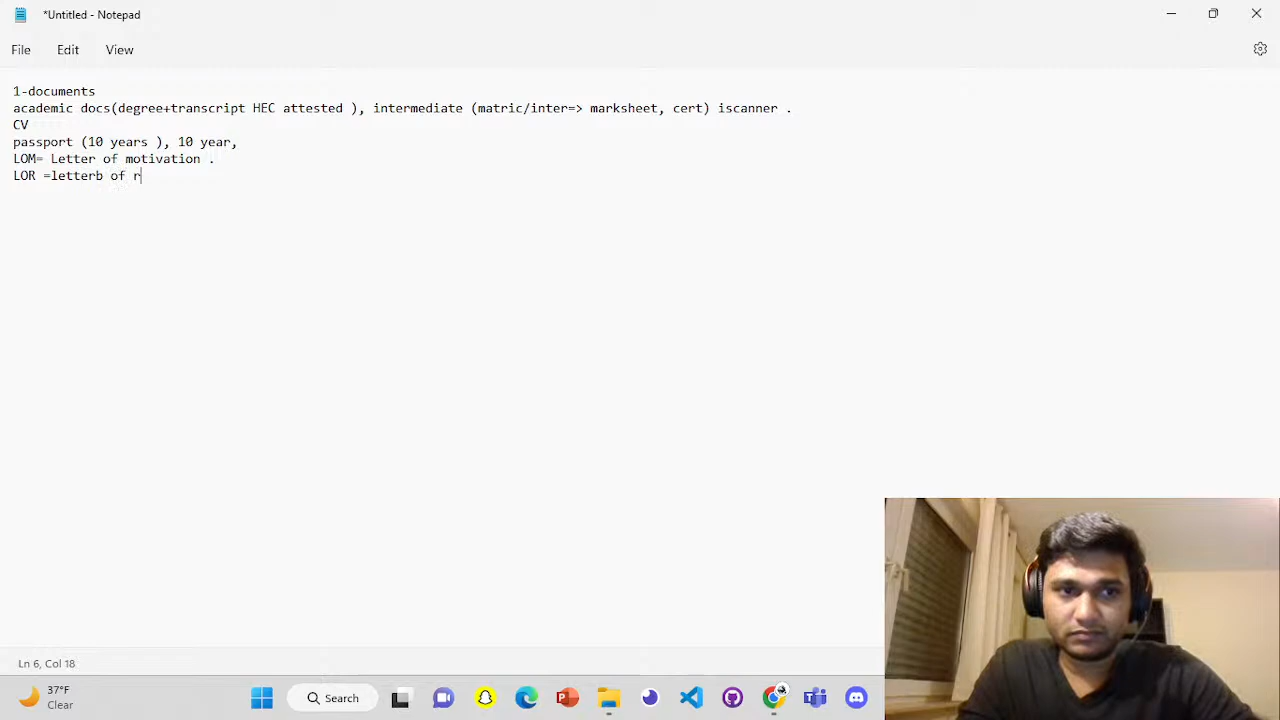 *Untitled - Notepad
File Edit View
1-documents
academic docs(degree+transcript HEC attested ), intermediate (matric/inter=> marksheet, cert) iscanner .
CV
passport (10 years ), 10 year,
LOM= Letter of motivation .
LOR =letterb of r
Ln 6, Col 18
37°F
Clear
Search